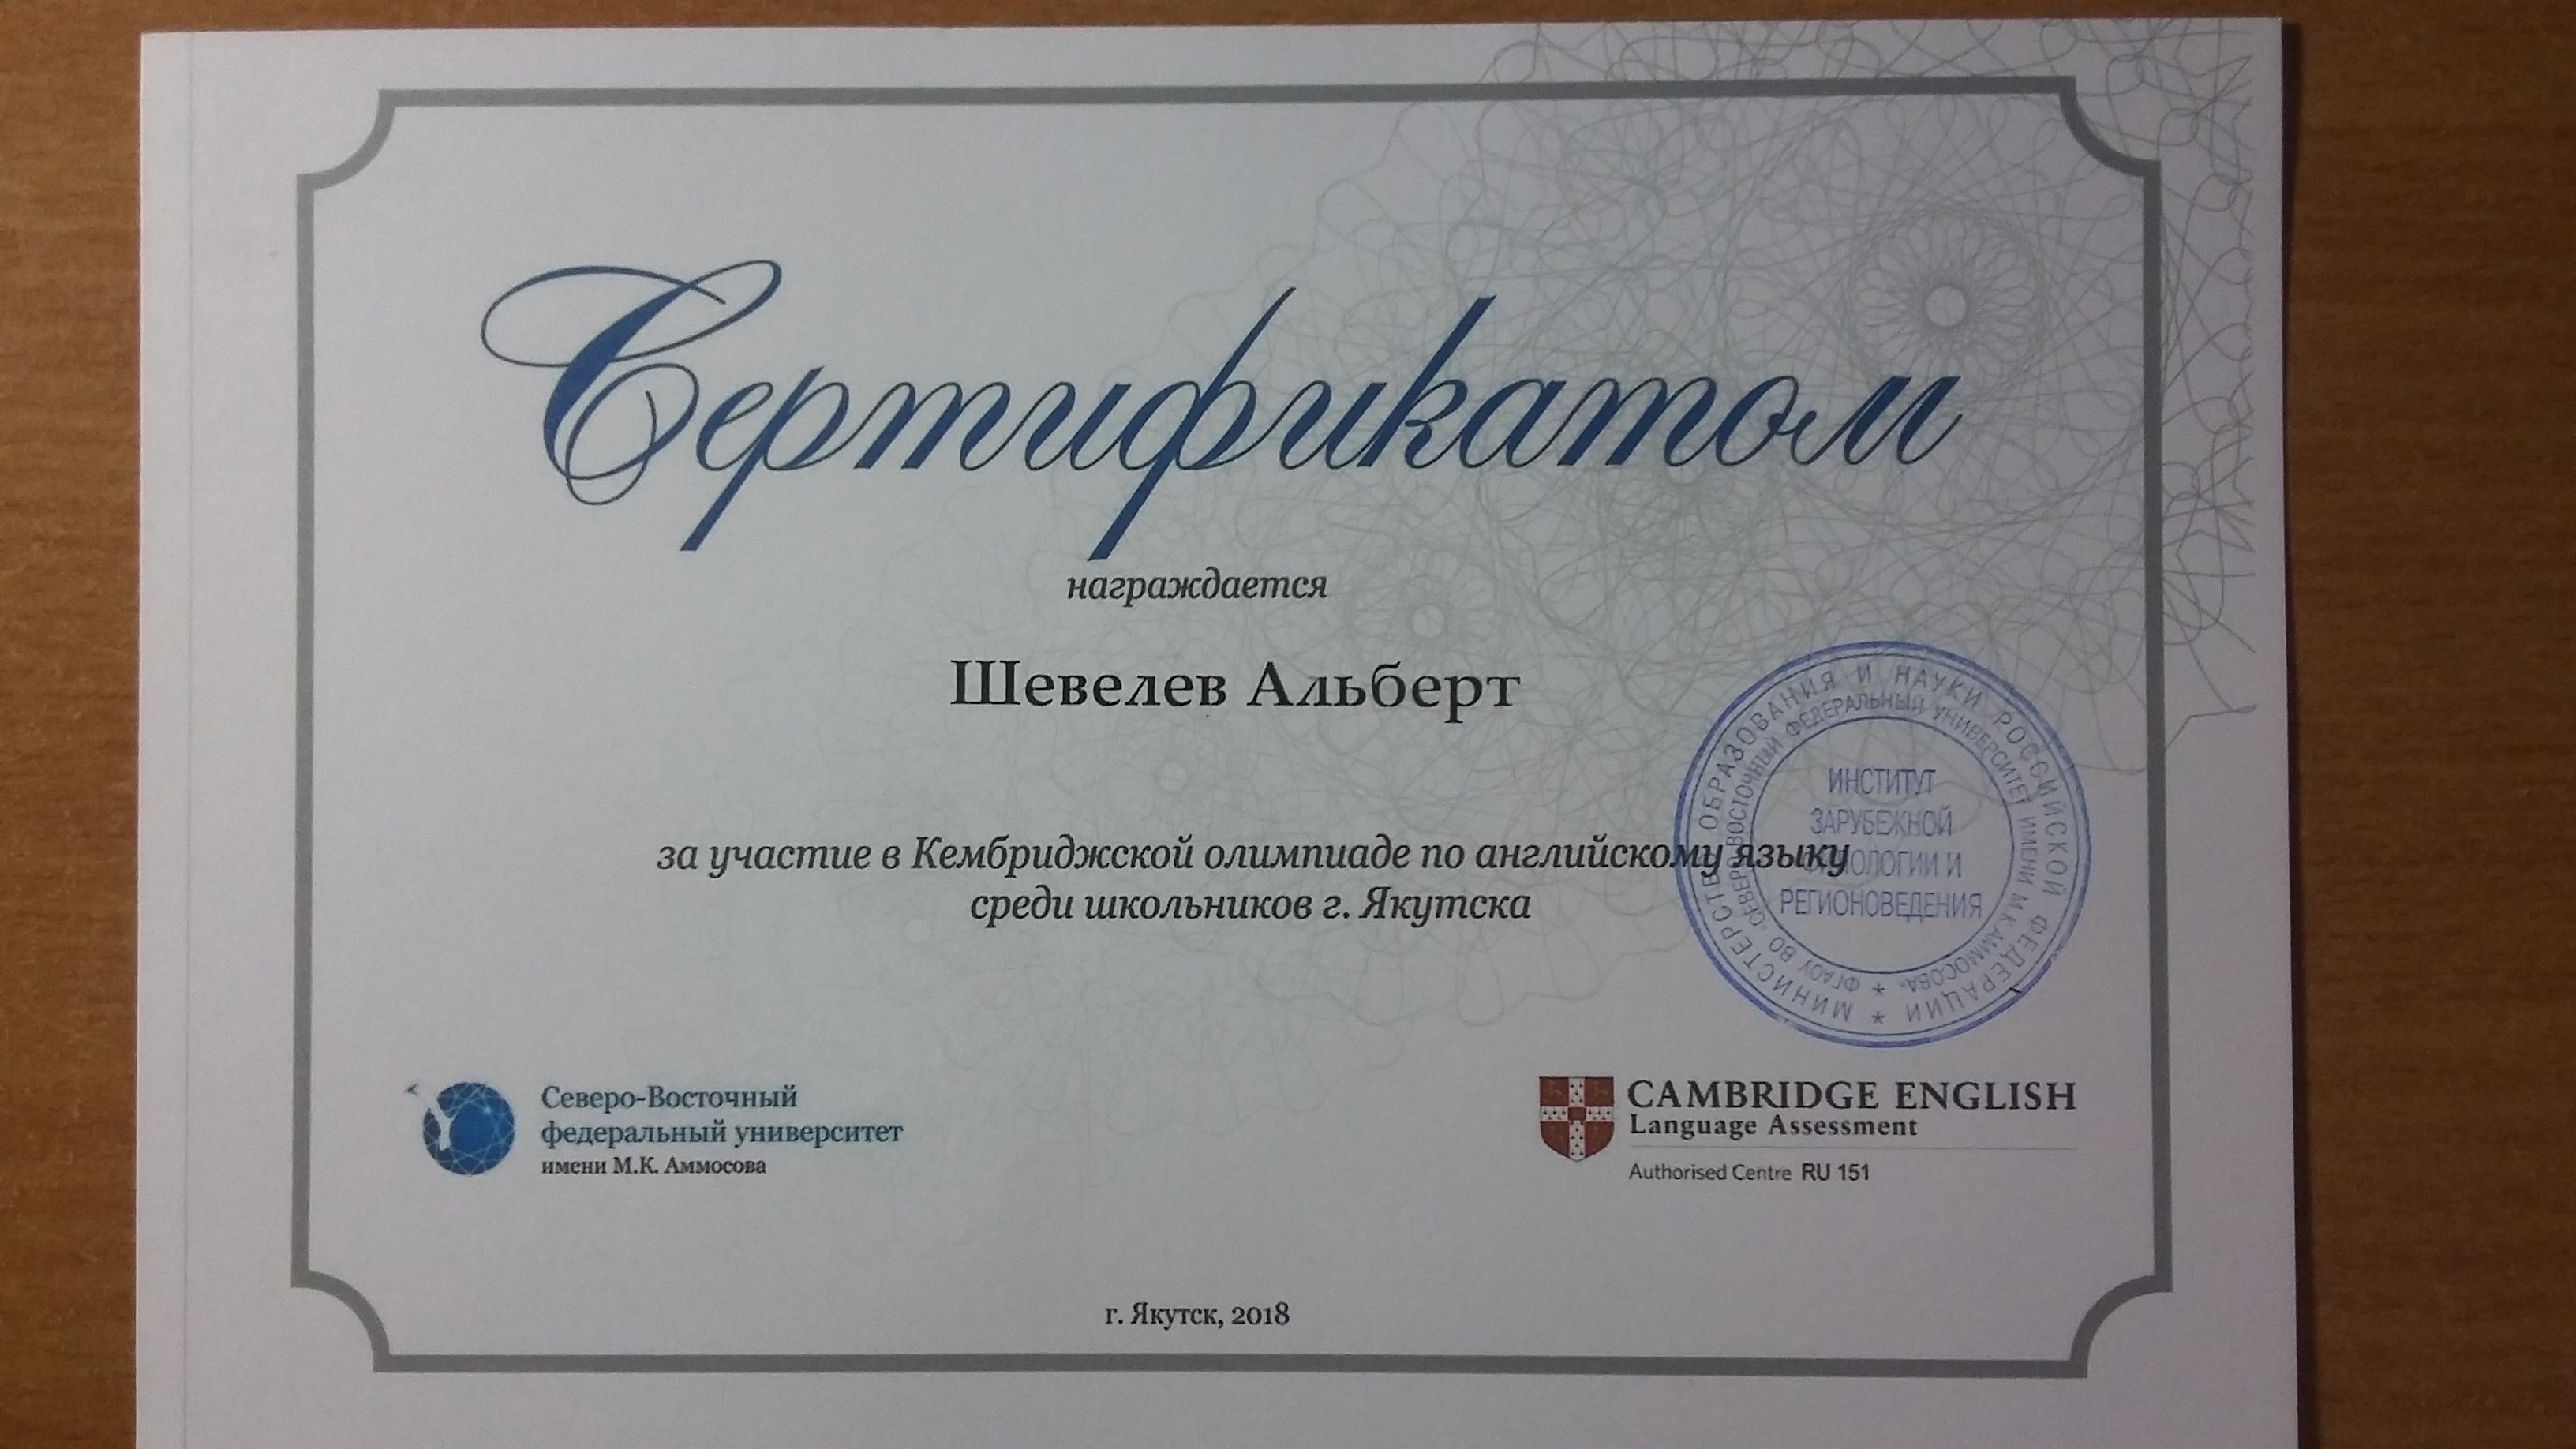 Сертификатом
награждается
Шевелев Альберт
за участие в Кембриджской олимпиаде по английскому языку
среди школьников г. Якутска
МИНИСТЕРСТВО ОБРАЗОВАНИЯ И НАУКИ РОССИЙСКОЙ ФЕДЕРАЦИИ *
ФГАОУ ВО «СЕВЕРО-ВОСТОЧНЫЙ ФЕДЕРАЛЬНЫЙ УНИВЕРСИТЕТ ИМЕНИ М.К.АММОСОВА» *
ИНСТИТУТ
ЗАРУБЕЖНОЙ
ФИЛОЛОГИИ И
РЕГИОНОВЕДЕНИЯ
Северо-Восточный
федеральный университет
имени М.К. Аммосова
CAMBRIDGE ENGLISH
Language Assessment
Authorised Centre RU 151
г. Якутск, 2018